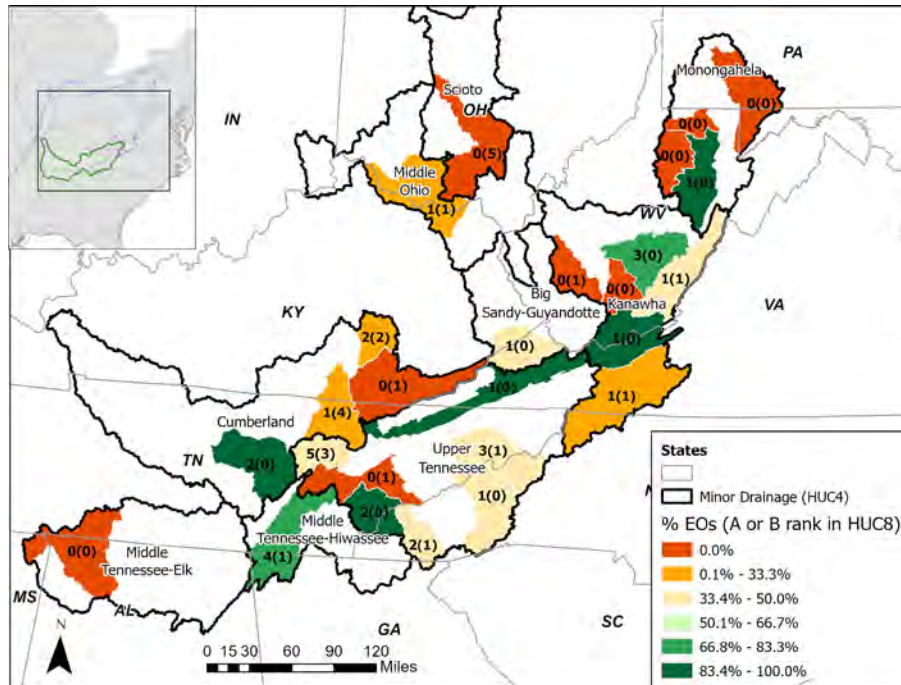 PA
Monongahela
Scioto
OH
IN
0(0)
0(0)
0(5)
0(0)
Middle
Ohio
1(0)
1(1)
WV
3(0)
1(1)
0(1)
0(0)
Big
Sandy-Guyandotte
Kanawha
VA
KY
1(0)
2(2)
1(0)
0(1)
1(0)
1(1)
1(4)
Cumberland
Upper
Tennessee
3(1)
TN
2(0)
5(3)
0(1)
1(0)
2(0)
Middle
Tennessee-Hiwassee
0(0)
Middle
Tennessee-Elk
4(1)
2(1)
MS
AL
GA
SC
N
0 15 30 60 90 120
Miles
States
Minor Drainage (HUC4)
% EOs (A or B rank in HUC8)
0.0%
0.1% - 33.3%
33.4% - 50.0%
50.1% - 66.7%
66.8% - 83.3%
83.4% - 100.0%